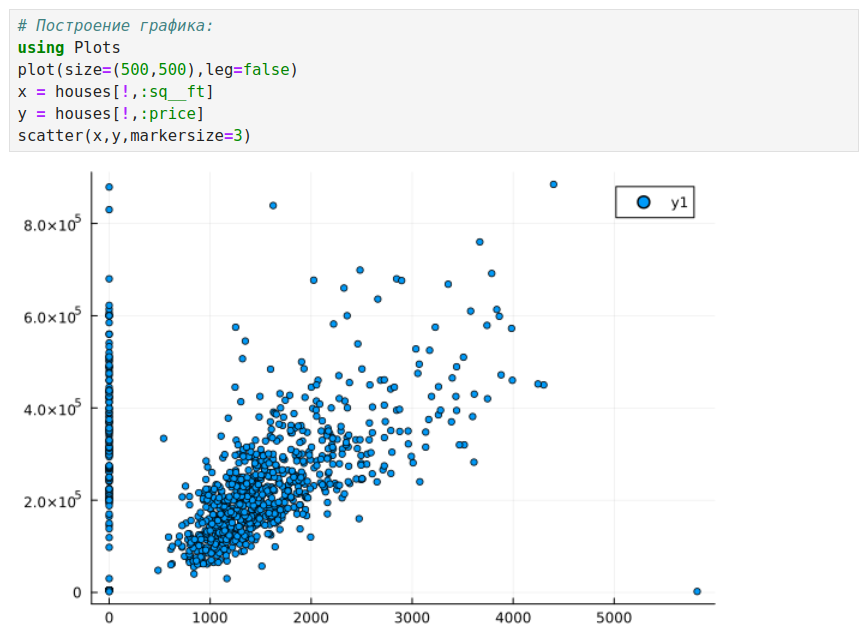 # Построение графика:
using Plots
plot(size=(500,500),leg=false)
x = houses[!,:sq__ft]
y = houses[!,:price]
scatter(x,y,markersize=3)
y1
8.0×10⁵
6.0×10⁵
4.0×10⁵
2.0×10⁵
0
0 1000 2000 3000 4000 5000